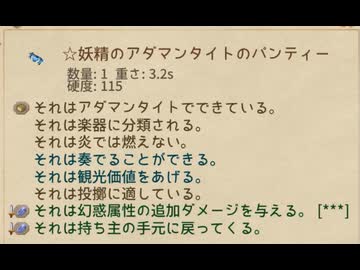 ☆妖精のアダマンタイトのパンティー
数量: 1 重さ: 3.2s
硬度: 115
それはアダマンタイトでできている。
それは楽器に分類される。
それは炎では燃えない。
それは奏でることができる。
それは観光価値をあげる。
それは投擲に適している。
それは幻惑属性の追加ダメージを与える。 [***]
それは持ち主の手元に戻ってくる。